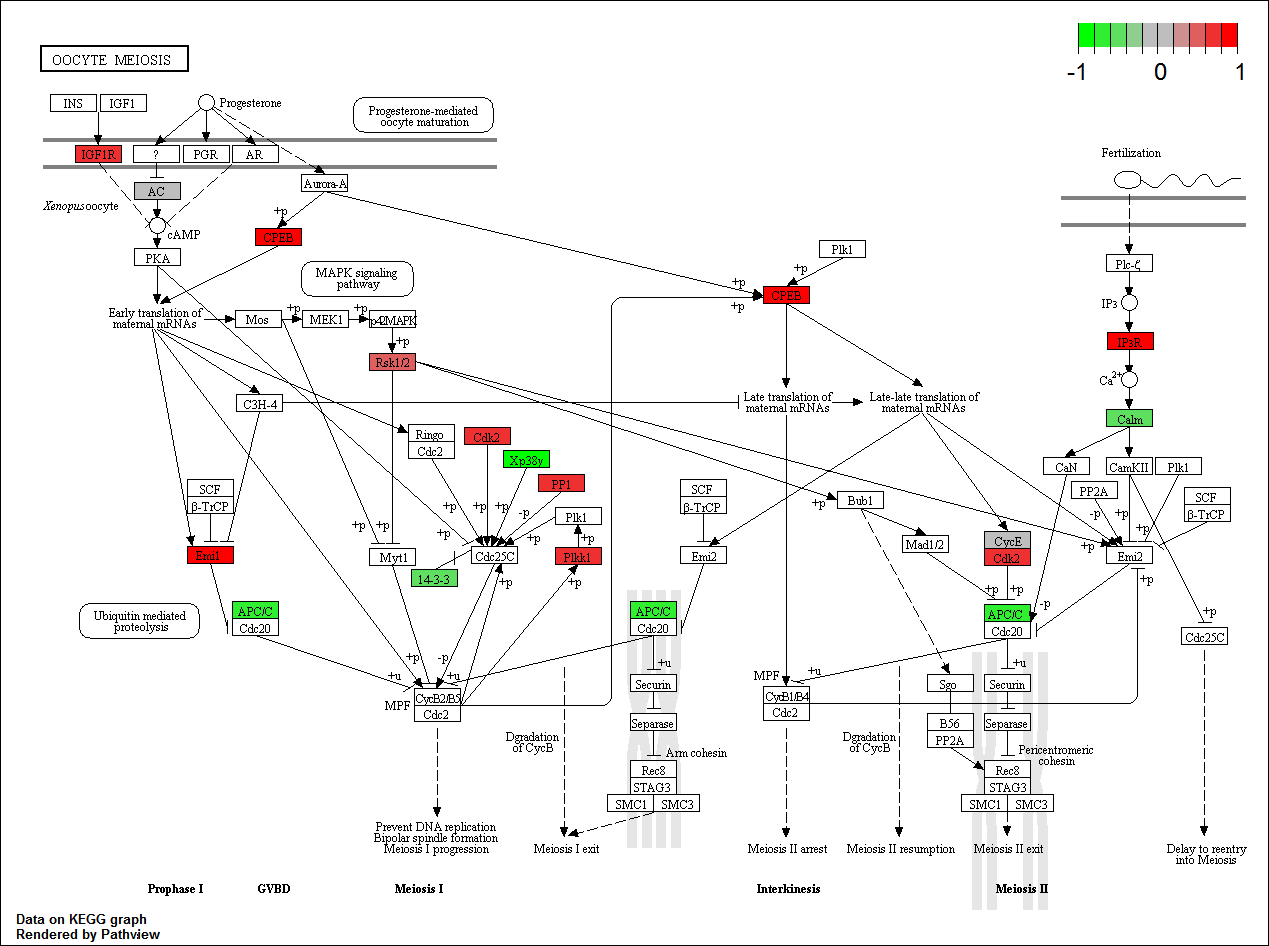 OOCYTE MEIOSIS
-1
0
1
INS
IGF1
Progesterone
Progesterone-mediated
oocyte maturation
IGF1R
?
PGR
AR
Fertilization
AC
Aurora-A
Xenopus oocyte
+p
cAMP
CPEB
PKA
Plk1
Plc-ζ
MAPK signaling
pathway
+p
+p
CPEB
+p
IP3
Early translation of
maternal mRNAs
Mos
+p
MEK1
+p
p42MAPK
+p
IP3R
Rsk1/2
Ca2+
C3H-4
Late translation of
maternal mRNAs
Late-late translation of
maternal mRNAs
Calm
Ringo
Cdc2
Cdk2
Xp38γ
PP1
CaN
CamKII
Plk1
SCF
β-TrCP
SCF
β-TrCP
Bub1
+p
PP2A
SCF
β-TrCP
+p
+p
+p
+p
+p
-p
Plk1
+p
+p
-p
+p
+p
Mad1/2
CycE
Cdk2
+p
Emi1
Myt1
Cdc25C
Plkk1
Emi2
Emi2
14-3-3
+p
+p
+p
+p
+p
Ubiquitin mediated
proteolysis
APC/C
Cdc20
APC/C
Cdc20
APC/C
Cdc20
-p
+p
Cdc25C
+p
-p
+u
+u
+u
+u
+u
MPF
CycB2/B5
Cdc2
Securin
MPF
CycB1/B4
Cdc2
Sgo
Securin
Separase
B56
PP2A
Separase
Dgradation
of CycB
Arm cohesin
Dgradation
of CycB
Pericentromeric
cohesin
Rec8
STAG3
SMC1
SMC3
Rec8
STAG3
SMC1
SMC3
Prevent DNA replication
Bipolar spindle formation
Meiosis I progression
Meiosis I exit
Meiosis II arrest
Meiosis II resumption
Meiosis II exit
Delay to reentry
into Meiosis
Prophase I
GVBD
Meiosis I
Interkinesis
Meiosis II
Data on KEGG graph
Rendered by Pathview